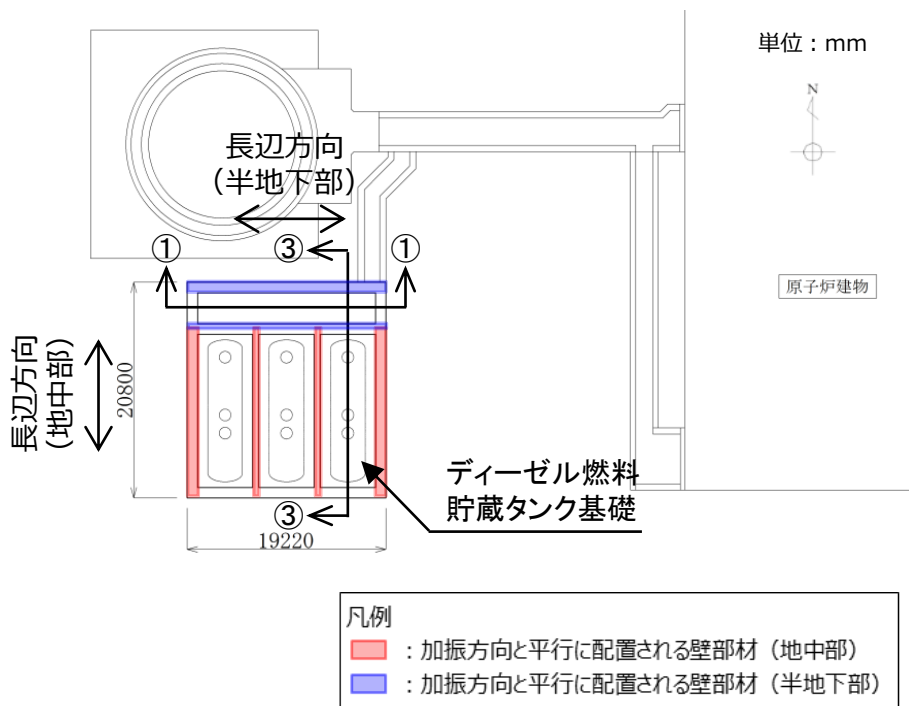 単位：mm
N
長辺方向
（半地下部）
①
③
①
原子炉建物
長辺方向
（地中部）
20800
ディーゼル燃料
貯蔵タンク基礎
③
19220
凡例
：加振方向と平行に配置される壁部材（地中部）
：加振方向と平行に配置される壁部材（半地下部）